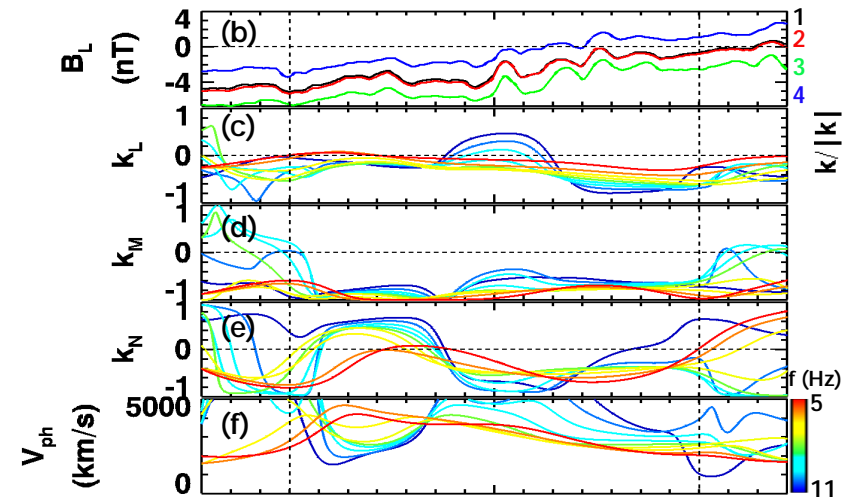 4 (b) 1
0 2
-4 3
4
B_L (nT)
1 (c)
0
-1
k_L
k/|k|
1 (d)
0
-1
k_M
1 (e)
0
-1
k_N
f (Hz)
5000 (f) 5
0 11
V_ph (km/s)